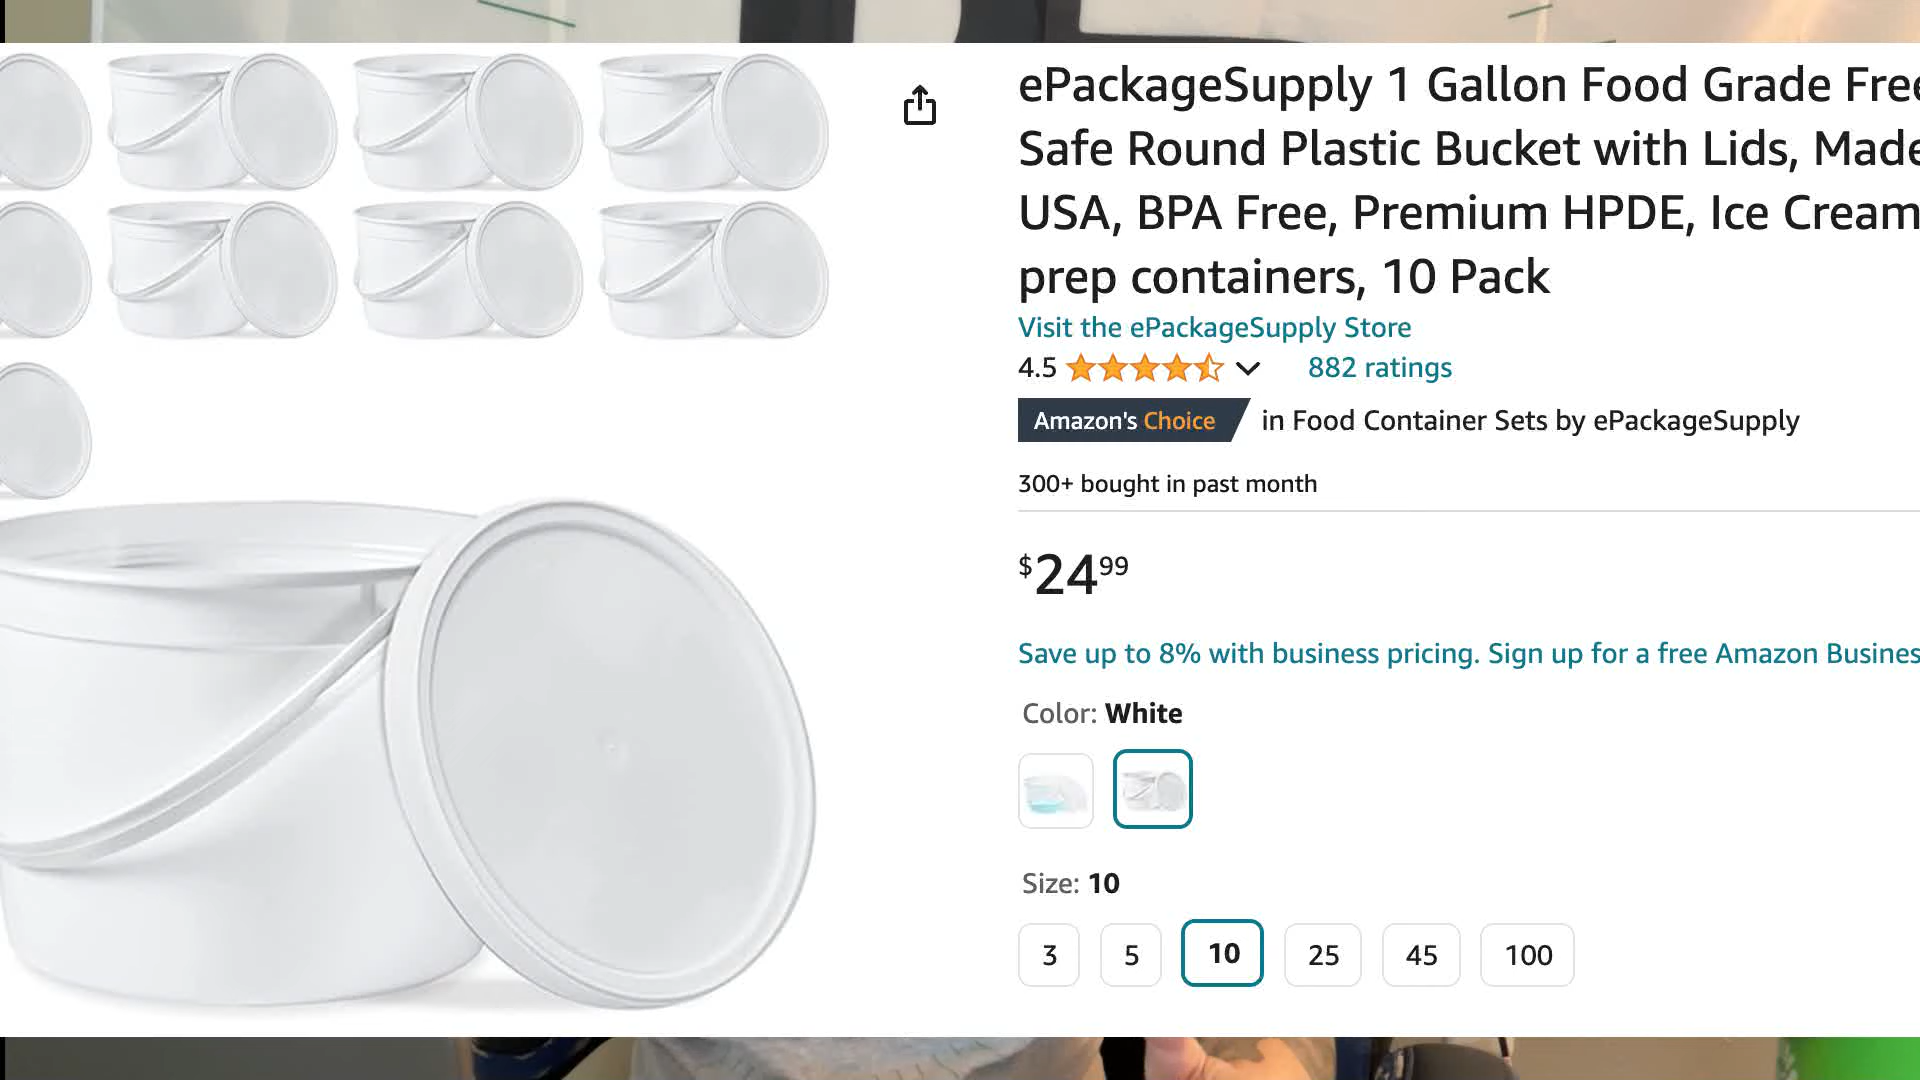 ePackageSupply 1 Gallon Food Grade Free
Safe Round Plastic Bucket with Lids, Made
USA, BPA Free, Premium HPDE, Ice Cream
prep containers, 10 Pack
Visit the ePackageSupply Store
4.5 882 ratings
Amazon's Choice in Food Container Sets by ePackageSupply
300+ bought in past month
$24.99
Save up to 8% with business pricing. Sign up for a free Amazon Busines
Color: White
Size: 10
3 5 10 25 45 100